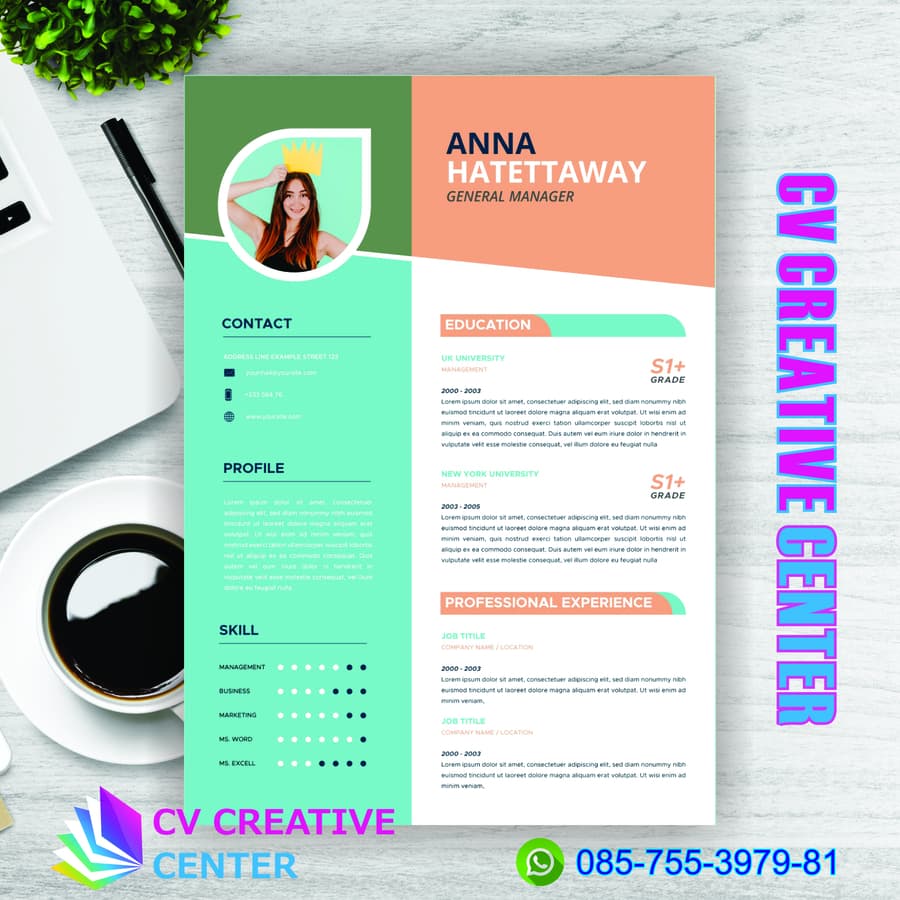 ANNA
HATETTAWAY
GENERAL MANAGER
CONTACT
ADDRESS LINE EXAMPLE STREET 123
yourmail@yoursite.com
+233 564 76
www.yoursite.com
PROFILE
Lorem ipsum dolor sit amet, Consectetuer
adipiscing elit, sed diam nonummy nibh euismod
tincidunt ut laoreet dolore magna aliquam erat
volutpat. Ut wisi enim ad minim veniam, quis
nostrud exerci tation ullamcorper suscipit lobortis
nisl ut aliquip ex ea commodo consequat. Duis
autem vel eum iriure dolor in hendrerit in
vulputate velit esse molestie consequat, vel illum
dolore eu feugiat nulla
SKILL
MANAGEMENT
BUSINESS
MARKETING
MS. WORD
MS. EXCELL
EDUCATION
UK UNIVERSITY
MANAGEMENT
S1+
GRADE
2000 - 2003
Lorem ipsum dolor sit amet, consectetuer adipiscing elit, sed diam nonummy nibh
euismod tincidunt ut laoreet dolore magna aliquam erat volutpat. Ut wisi enim ad
minim veniam, quis nostrud exerci tation ullamcorper suscipit lobortis nisl ut
aliquip ex ea commodo consequat. Duis autem vel eum iriure dolor in hendrerit in
vulputate velit esse molestie consequat, vel illum dolore eu feugiat nulla
NEW YORK UNIVERSITY
MANAGEMENT
S1+
GRADE
2003 - 2005
Lorem ipsum dolor sit amet, consectetuer adipiscing elit, sed diam nonummy nibh
euismod tincidunt ut laoreet dolore magna aliquam erat volutpat. Ut wisi enim ad
minim veniam, quis nostrud exerci tation ullamcorper suscipit lobortis nisl ut
aliquip ex ea commodo consequat. Duis autem vel eum iriure dolor in hendrerit in
vulputate velit esse molestie consequat, vel illum dolore eu feugiat nulla
PROFESSIONAL EXPERIENCE
JOB TITLE
COMPANY NAME / LOCATION
2000 - 2003
Lorem ipsum dolor sit amet, consectetuer adipiscing elit, sed diam nonummy nibh
euismod tincidunt ut laoreet dolore magna aliquam erat volutpat. Ut wisi enim ad
minim veniam,
JOB TITLE
COMPANY NAME / LOCATION
2000 - 2003
Lorem ipsum dolor sit amet, consectetuer adipiscing elit, sed diam nonummy nibh
euismod tincidunt ut laoreet dolore magna aliquam erat volutpat. Ut wisi enim ad
minim veniam,
CV CREATIVE CENTER
CV CREATIVE
CENTER
085-755-3979-81